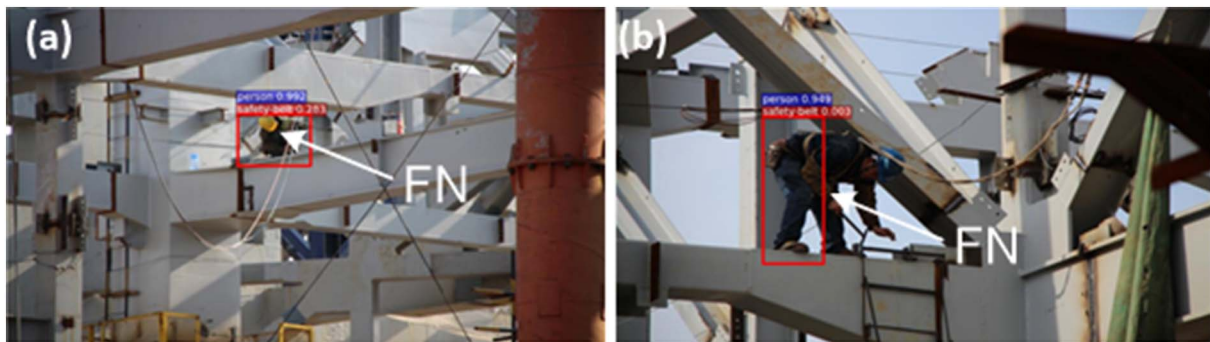 (a)
person 0.992
safety-belt 0.283
FN
(b)
person 0.949
safety-belt 0.003
FN